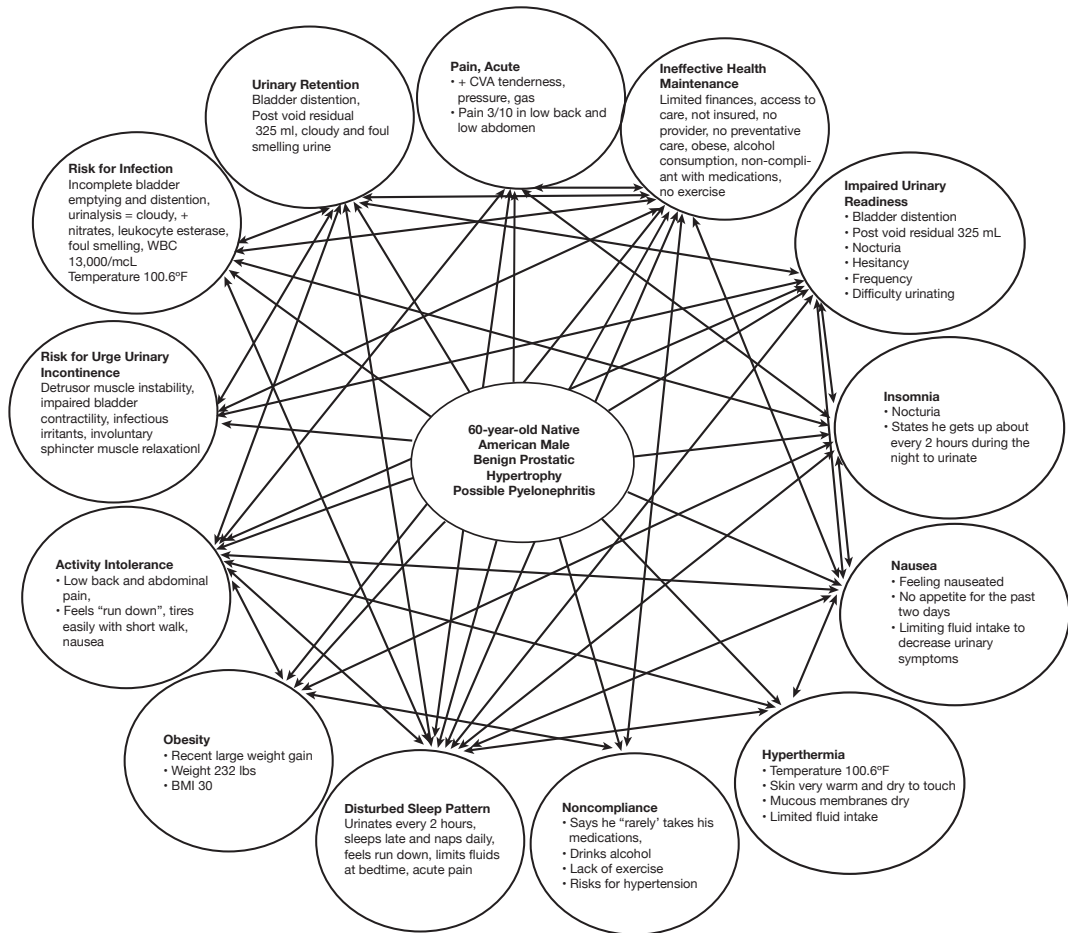 Urinary Retention
Bladder distention,
Post void residual
325 ml, cloudy and foul
smelling urine
Pain, Acute
• + CVA tenderness,
pressure, gas
• Pain 3/10 in low back and
low abdomen
Ineffective Health
Maintenance
Limited finances, access to
care, not insured, no
provider, no preventative
care, obese, alcohol
consumption, non-compli-
ant with medications,
no exercise
Impaired Urinary
Readiness
• Bladder distention
• Post void residual 325 mL
• Nocturia
• Hesitancy
• Frequency
• Difficulty urinating
Insomnia
• Nocturia
• States he gets up about
every 2 hours during the
night to urinate
Nausea
• Feeling nauseated
• No appetite for the past
two days
• Limiting fluid intake to
decrease urinary
symptoms
Hyperthermia
• Temperature 100.6ºF
• Skin very warm and dry to touch
• Mucous membranes dry
• Limited fluid intake
Noncompliance
• Says he “rarely’ takes his
medications,
• Drinks alcohol
• Lack of exercise
• Risks for hypertension
Disturbed Sleep Pattern
Urinates every 2 hours,
sleeps late and naps daily,
feels run down, limits fluids
at bedtime, acute pain
Obesity
• Recent large weight gain
• Weight 232 lbs
• BMI 30
Activity Intolerance
• Low back and abdominal
pain,
• Feels “run down”, tires
easily with short walk,
nausea
Risk for Urge Urinary
Incontinence
Detrusor muscle instability,
impaired bladder
contractility, infectious
irritants, involuntary
sphincter muscle relaxationl
Risk for Infection
Incomplete bladder
emptying and distention,
urinalysis = cloudy, +
nitrates, leukocyte esterase,
foul smelling, WBC
13,000/mcL
Temperature 100.6ºF
60-year-old Native
American Male
Benign Prostatic
Hypertrophy
Possible Pyelonephritis